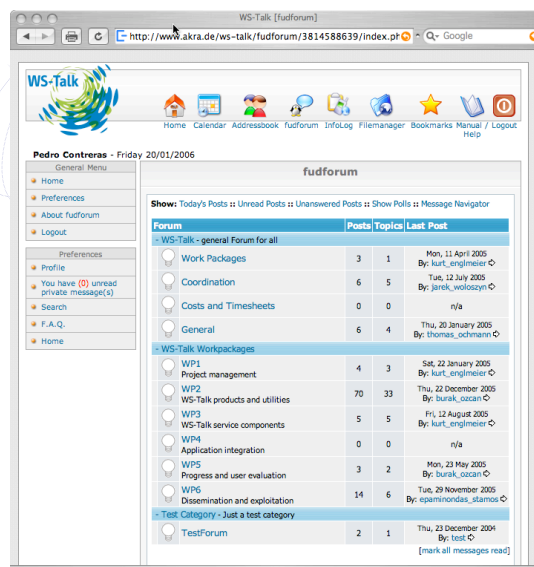 WS-Talk [fudforum]
http://www.akra.de/ws-talk/fudforum/3814588639/index.ph
Google
WS-Talk
Home Calendar Addressbook fudforum InfoLog Filemanager Bookmarks Manual / Logout
Help
Pedro Contreras - Friday 20/01/2006
General Menu
Home
Preferences
About fudforum
Logout
Preferences
Profile
You have (0) unread
private message(s)
Search
F.A.Q.
Home
fudforum
Show: Today's Posts :: Unread Posts :: Unanswered Posts :: Show Polls :: Message Navigator
Forum Posts Topics Last Post
- WS-Talk - general Forum for all
Work Packages 3 1 Mon, 11 April 2005
By: kurt_englmeier
Coordination 6 5 Tue, 12 July 2005
By: jarek_woloszyn
Costs and Timesheets 0 0 n/a
General 6 4 Thu, 20 January 2005
By: thomas_ochmann
- WS-Talk Workpackages
WP1 4 3 Sat, 22 January 2005
Project management By: kurt_englmeier
WP2 70 33 Thu, 22 December 2005
WS-Talk products and utilities By: burak_ozcan
WP3 5 5 Fri, 12 August 2005
WS-Talk service components By: kurt_englmeier
WP4 0 0 n/a
Application integration
WP5 3 2 Mon, 23 May 2005
Progress and user evaluation By: burak_ozcan
WP6 14 6 Tue, 29 November 2005
Dissemination and exploitation By: epaminondas_stamos
- Test Category - Just a test category
TestForum 2 1 Thu, 23 December 2004
By: test
[mark all messages read]